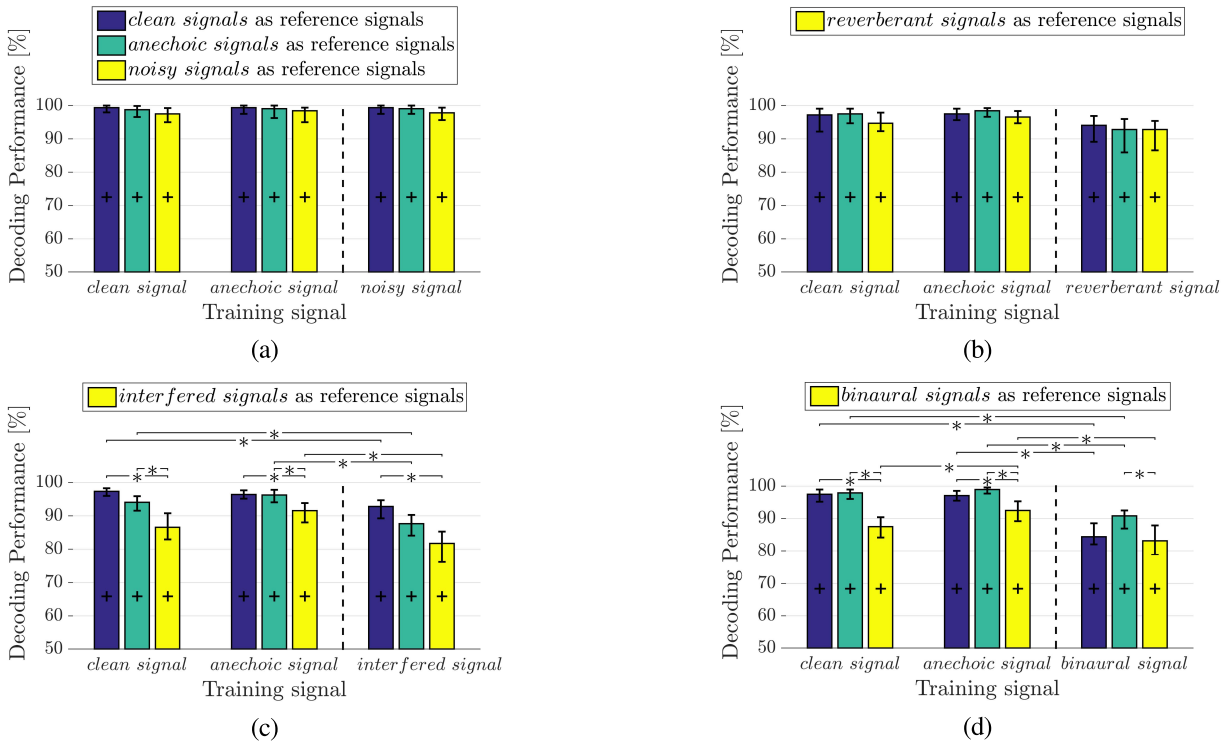 clean signals as reference signals
anechoic signals as reference signals
noisy signals as reference signals
Decoding Performance [%]
100
90
80
70
60
50
+ + + + + + + + +
clean signal anechoic signal noisy signal
Training signal
(a)
reverberant signals as reference signals
Decoding Performance [%]
100
90
80
70
60
50
+ + + + + + + + +
clean signal anechoic signal reverberant signal
Training signal
(b)
interfered signals as reference signals
Decoding Performance [%]
*
*
*
*
* *
* *
*
100
90
80
70
60
50
+ + + + + + + + +
clean signal anechoic signal interfered signal
Training signal
(c)
binaural signals as reference signals
Decoding Performance [%]
*
*
*
*
*
*
* * *
* *
100
90
80
70
60
50
+ + + + + + + + +
clean signal anechoic signal binaural signal
Training signal
(d)